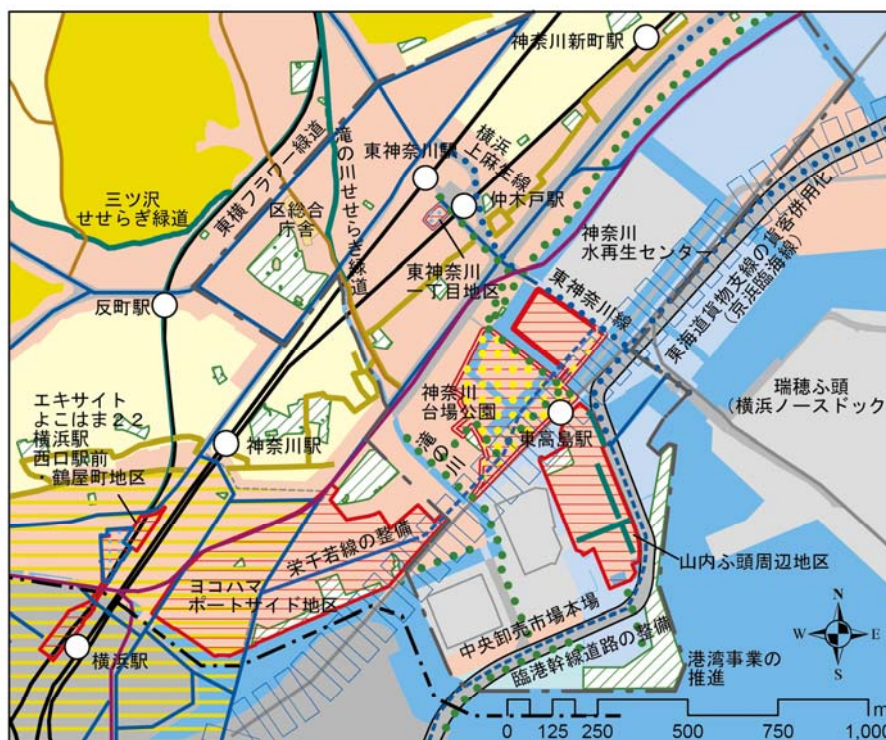 神奈川新町駅
滝の川せせらぎ緑道
東横フラワー緑道
横浜
上麻生線
東神奈川駅
三ツ沢
せせらぎ緑道
区総合
庁舎
仲木戸駅
神奈川
水再生センター
東海道貨物支線の貨客併用化
(京浜臨海線)
東神奈川
一丁目地区
東神奈川線
反町駅
瑞穂ふ頭
(横浜ノースドック)
神奈川
台場公園
エキサイト
よこはま22
横浜駅
西口駅前
・鶴屋町地区
東高島駅
神奈川駅
滝の川
栄千若線の整備
山内ふ頭周辺地区
ヨコハマ
ポートサイド地区
中央卸売市場本場
臨港幹線道路の整備
横浜駅
港湾事業の
推進
N
W E
S
m
0 125 250 500 750 1,000